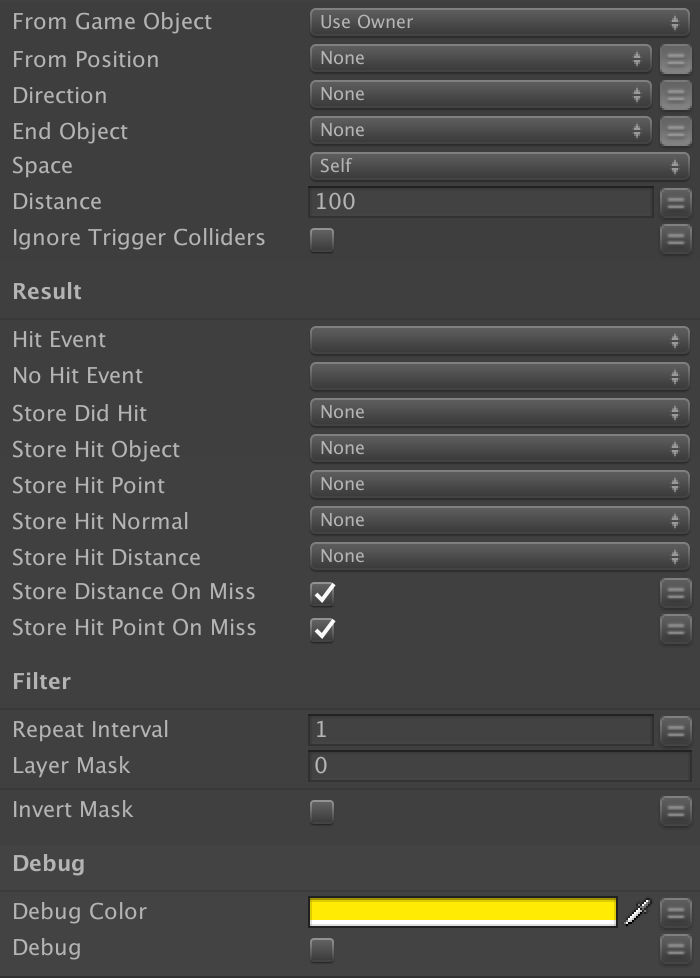 From Game Object Use Owner
From Position None
Direction None
End Object None
Space Self
Distance 100
Ignore Trigger Colliders
Result
Hit Event
No Hit Event
Store Did Hit None
Store Hit Object None
Store Hit Point None
Store Hit Normal None
Store Hit Distance None
Store Distance On Miss
Store Hit Point On Miss
Filter
Repeat Interval 1
Layer Mask 0
Invert Mask
Debug
Debug Color
Debug